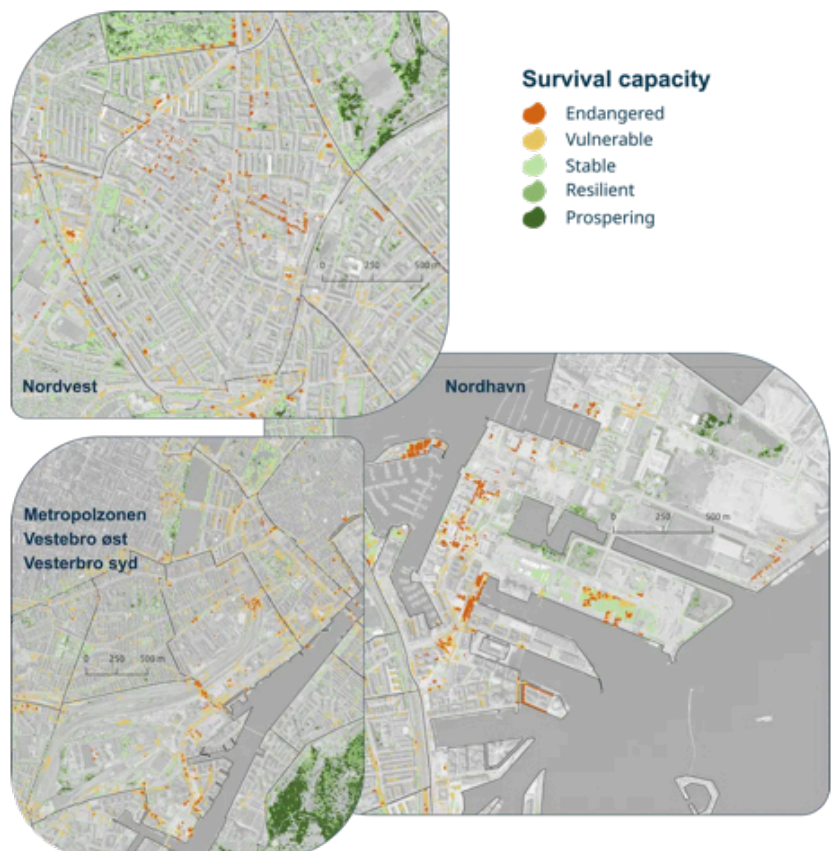 Survival capacity
Endangered
Vulnerable
Stable
Resilient
Prospering
0 250 500 m
Nordvest
Nordhavn
0 250 500 m
Metropolzonen
Vestebro øst
Vesterbro syd
0 250 500 m